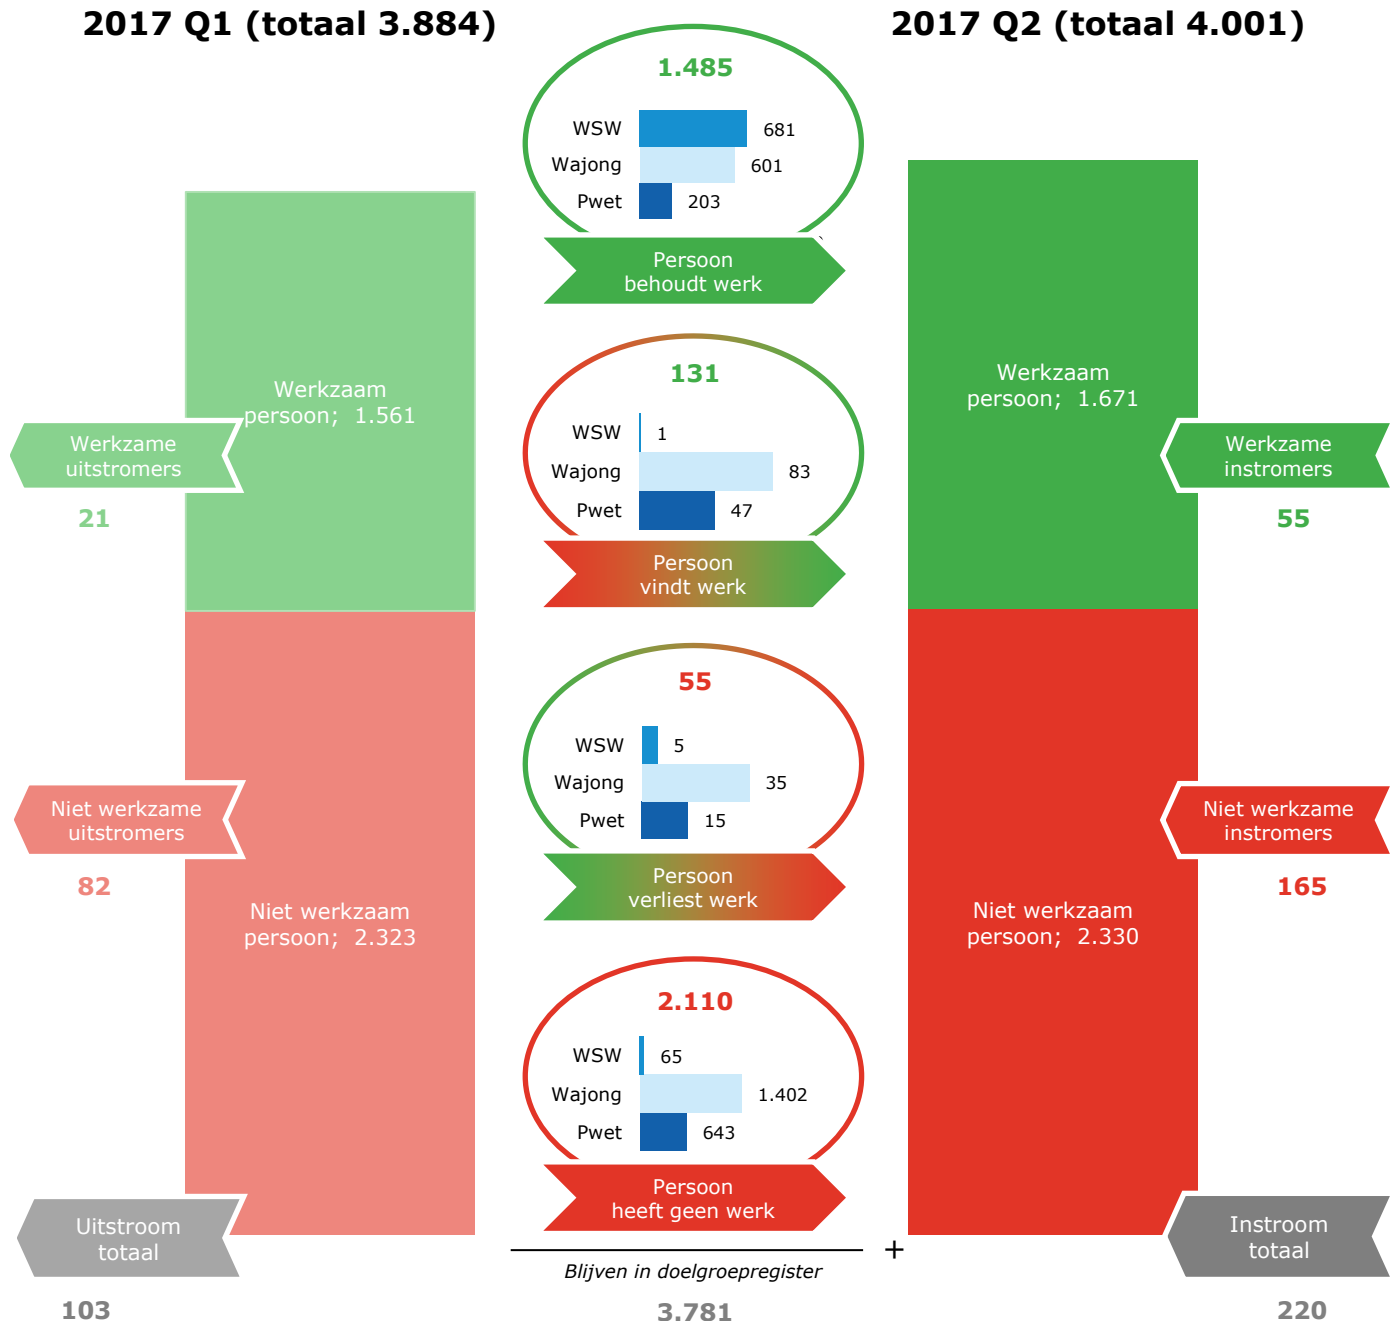 2017 Q1 (totaal 3.884)
2017 Q2 (totaal 4.001)
1.485
WSW 681
Wajong 601
Pwet 203
Persoon
behoudt werk
Werkzaam
persoon; 1.561
Werkzame
uitstromers
21
131
WSW 1
Wajong 83
Pwet 47
Persoon
vindt werk
Werkzaam
persoon; 1.671
Werkzame
instromers
55
55
WSW 5
Wajong 35
Pwet 15
Persoon
verliest werk
Niet werkzame
uitstromers
82
Niet werkzaam
persoon; 2.323
Niet werkzaam
persoon; 2.330
Niet werkzame
instromers
165
2.110
WSW 65
Wajong 1.402
Pwet 643
Persoon
heeft geen werk
Uitstroom
totaal
103
+
Blijven in doelgroepregister
3.781
Instroom
totaal
220